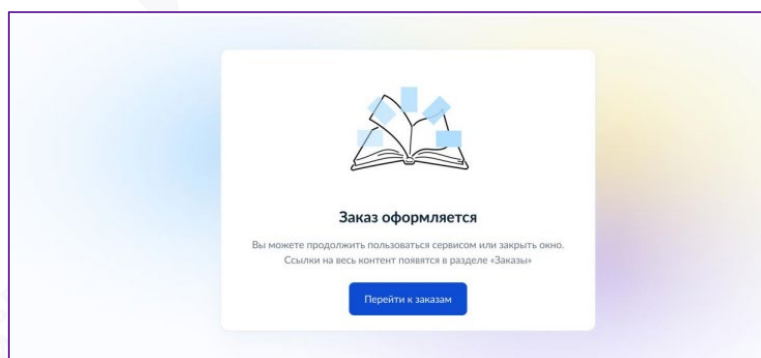 Заказ оформляется
Вы можете продолжить пользоваться сервисом или закрыть окно.
Ссылки на весь контент появятся в разделе «Заказы»
Перейти к заказам